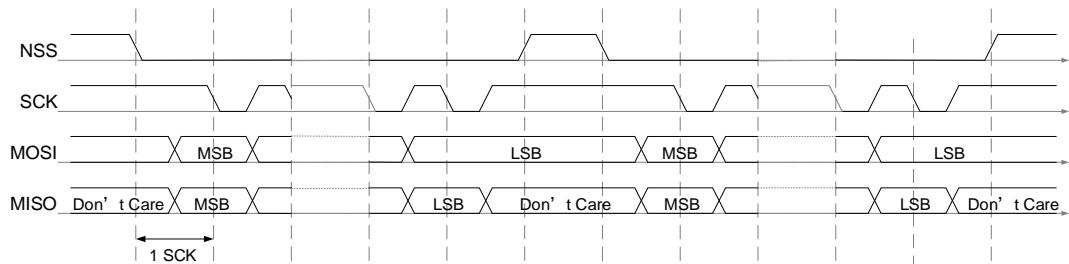 NSS
SCK
MOSI MSB LSB MSB LSB
MISO Don’t Care MSB LSB Don’t Care MSB LSB Don’t Care
1 SCK